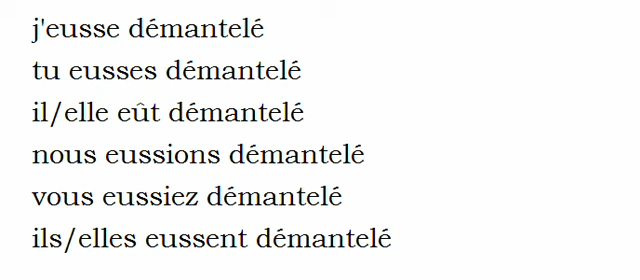 j'eusse démantelé
tu eusses démantelé
il/elle eût démantelé
nous eussions démantelé
vous eussiez démantelé
ils/elles eussent démantelé